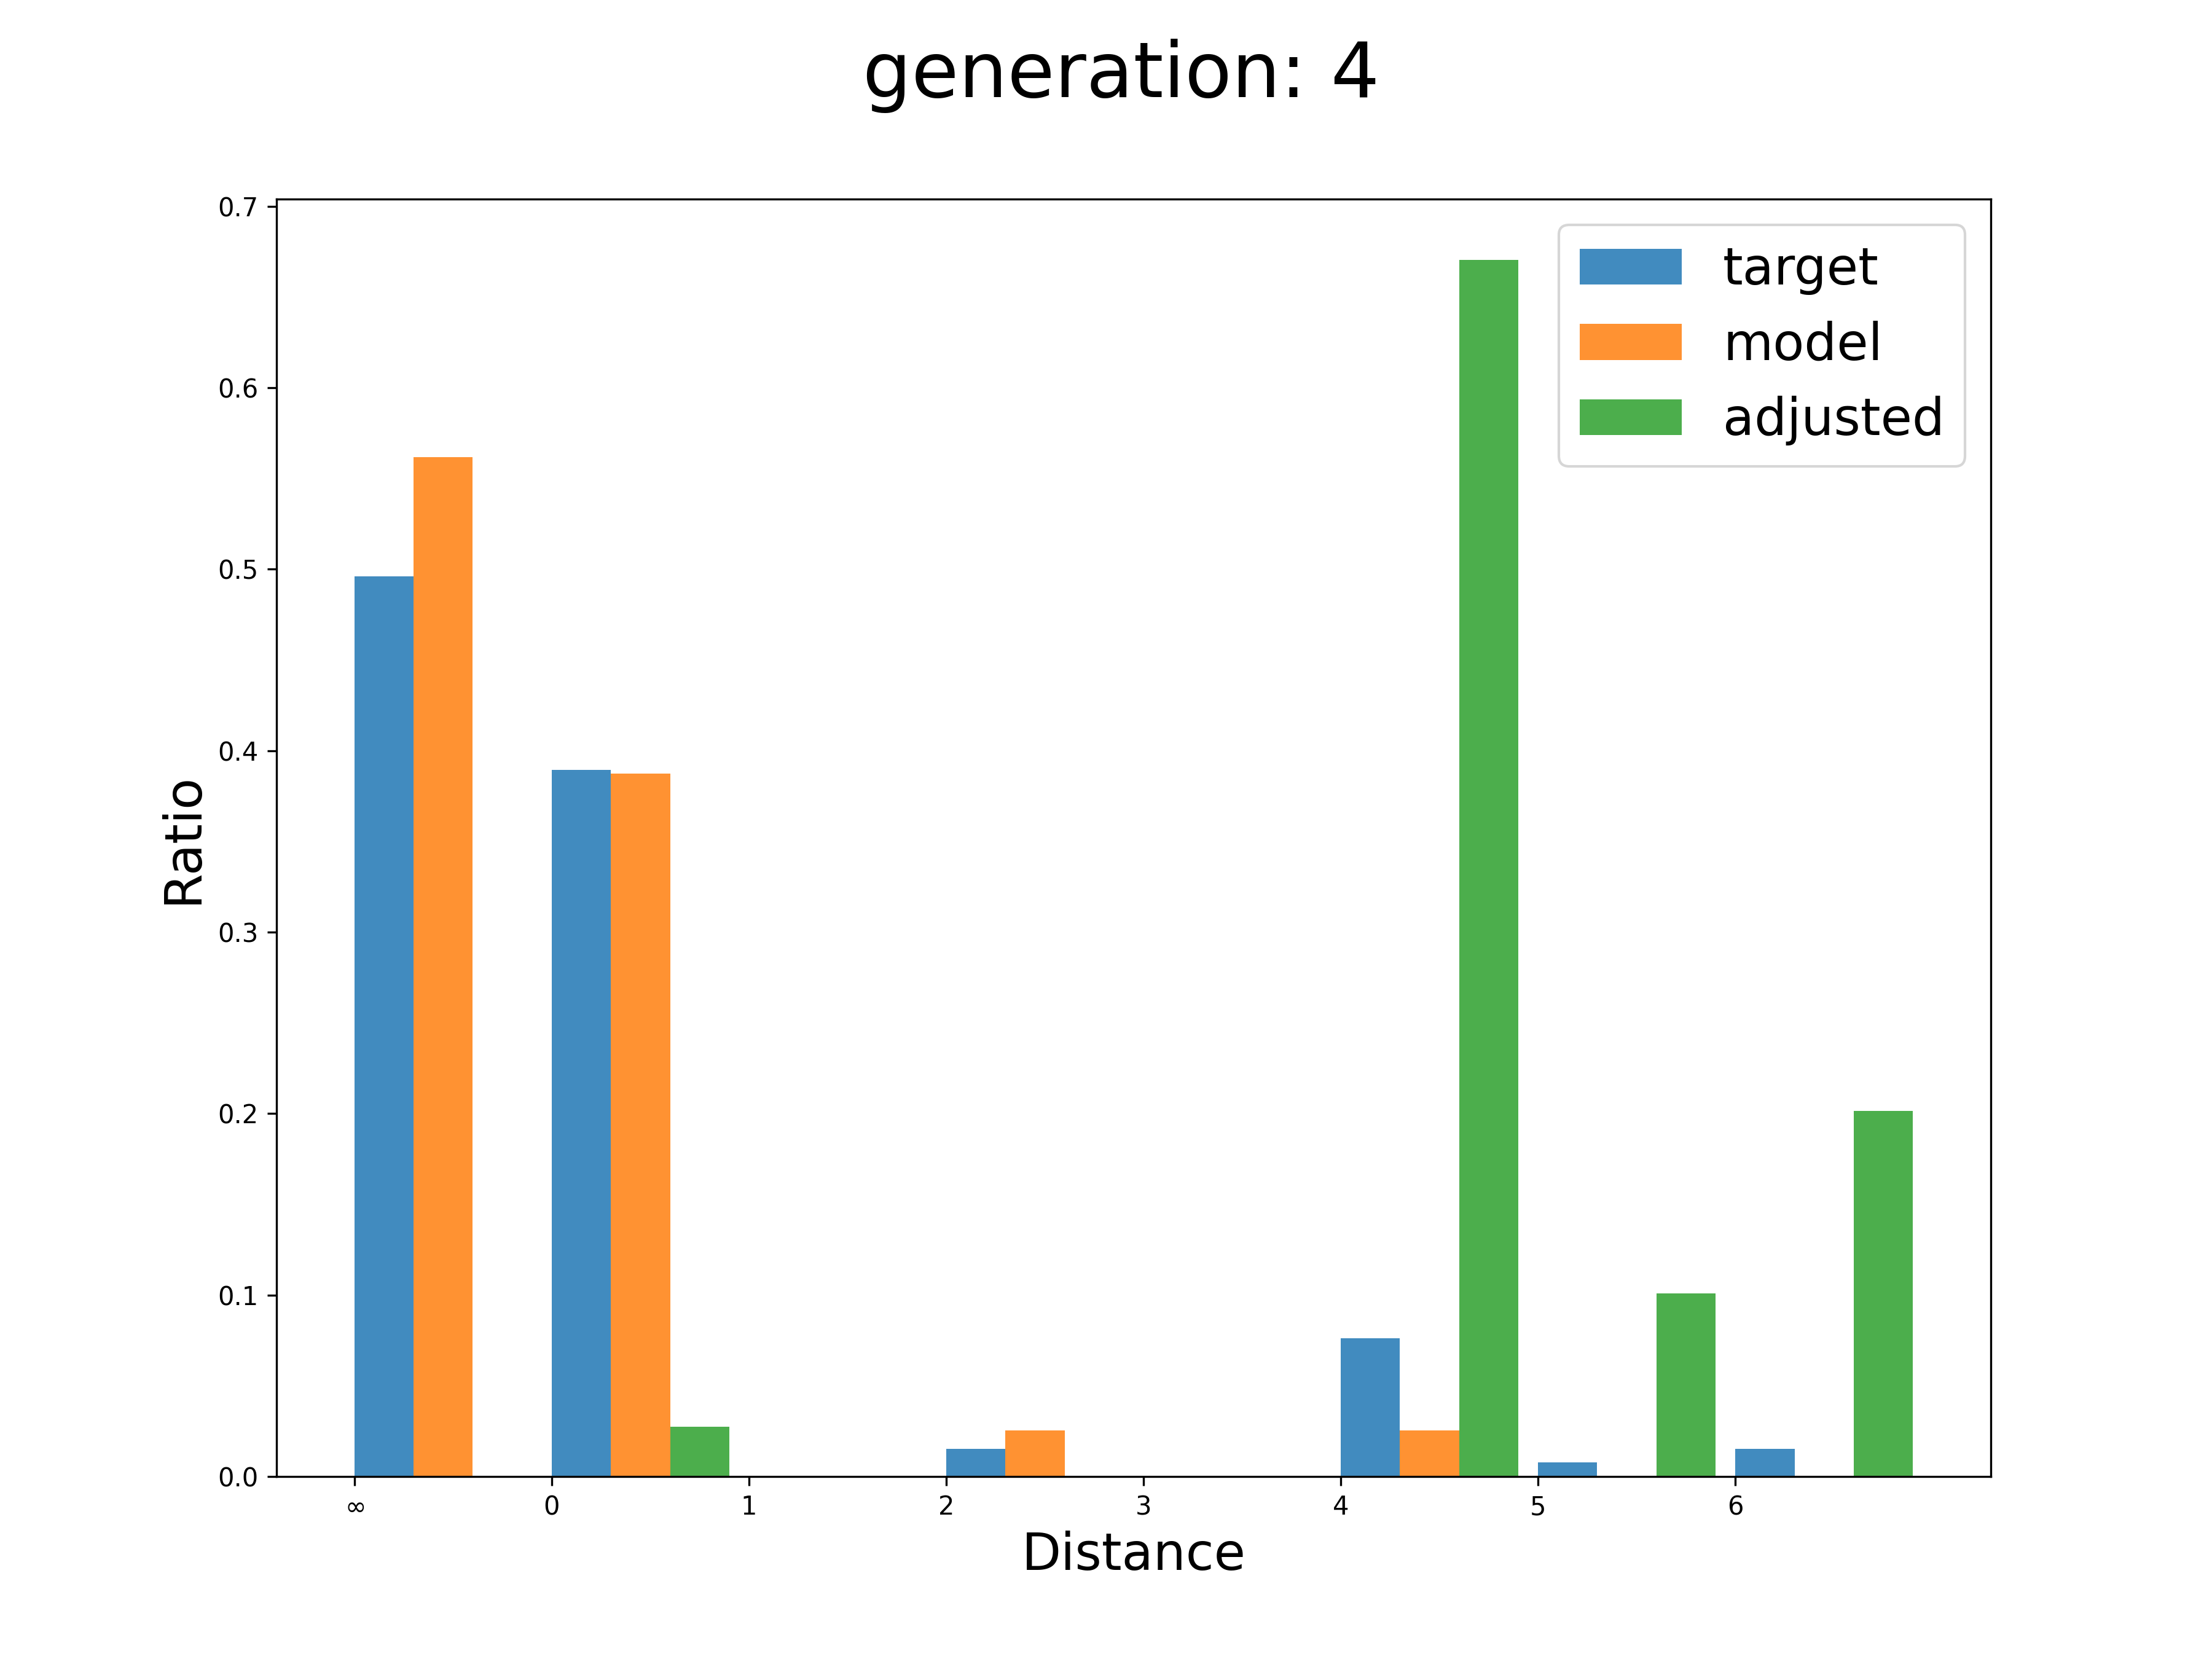 generation: 4
0.7
0.6
0.5
0.4
0.3
0.2
0.1
0.0
Ratio
target
model
adjusted
∞ 0 1 2 3 4 5 6
Distance